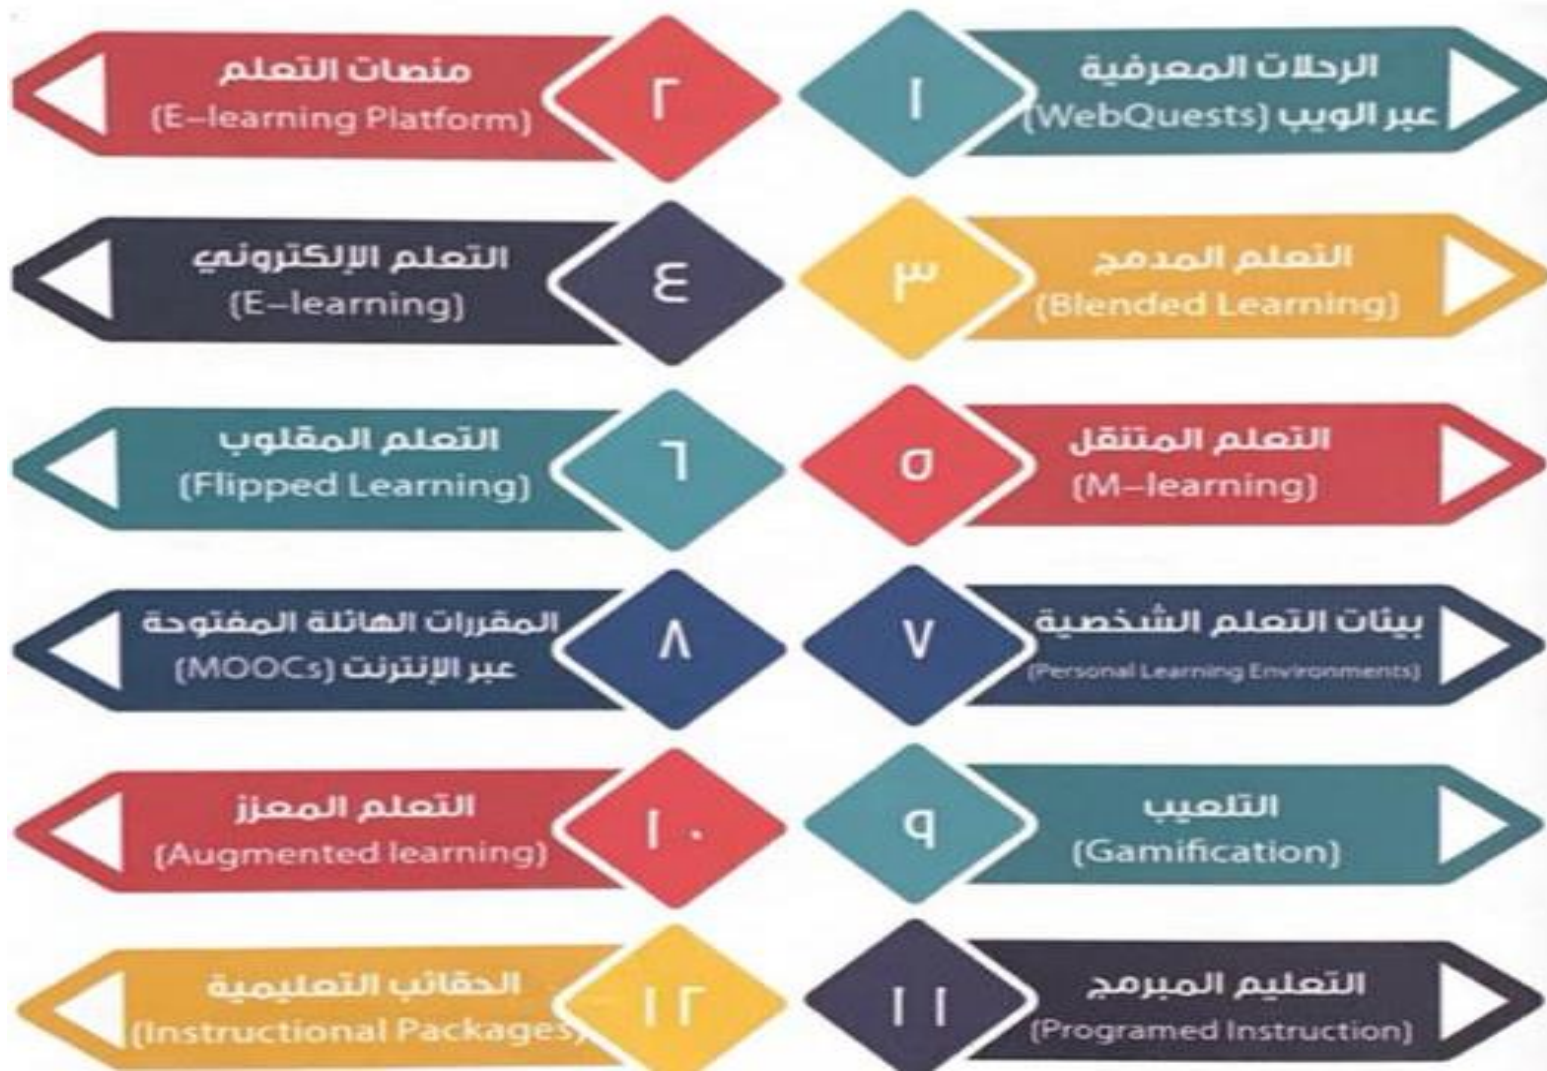 ١
الرحلات المعرفية
عبر الويب (WebQuests)
٢
منصات التعلم
(E-learning Platform)
٣
التعلم المدمج
(Blended Learning)
٤
التعلم الإلكتروني
(E-learning)
٥
التعلم المتنقل
(M-learning)
٦
التعلم المقلوب
(Flipped Learning)
٧
بيئات التعلم الشخصية
(Personal Learning Environments)
٨
المقررات الهائلة المفتوحة
عبر الإنترنت (MOOCs)
٩
التلعيب
(Gamification)
١٠
التعلم المعزز
(Augmented learning)
١١
التعليم المبرمج
(Programed Instruction)
١٢
الحقائب التعليمية
(Instructional Packages)